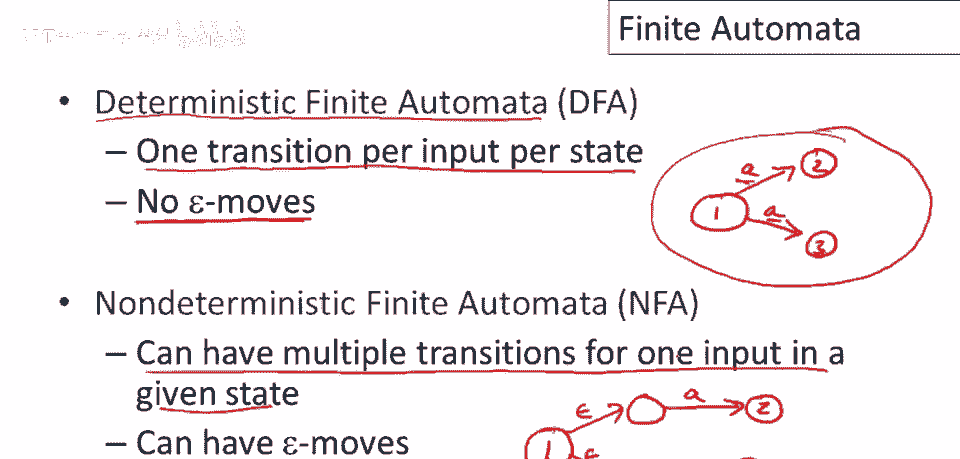 Finite Automata
• Deterministic Finite Automata (DFA)
– One transition per input per state
– No ε-moves
a 2
1 a
3
• Nondeterministic Finite Automata (NFA)
– Can have multiple transitions for one input in a
given state
ε a 2
– Can have ε-moves
1 ε